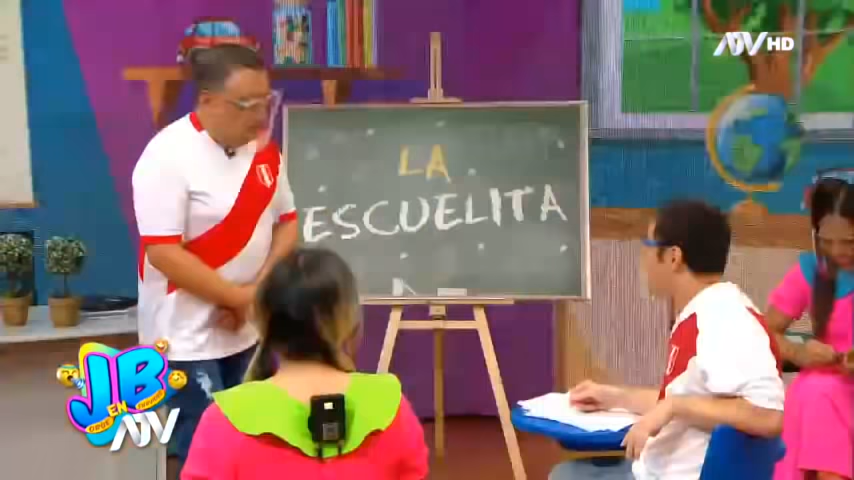 ATV HD
LA
ESCUELITA
JB
EN
ATV